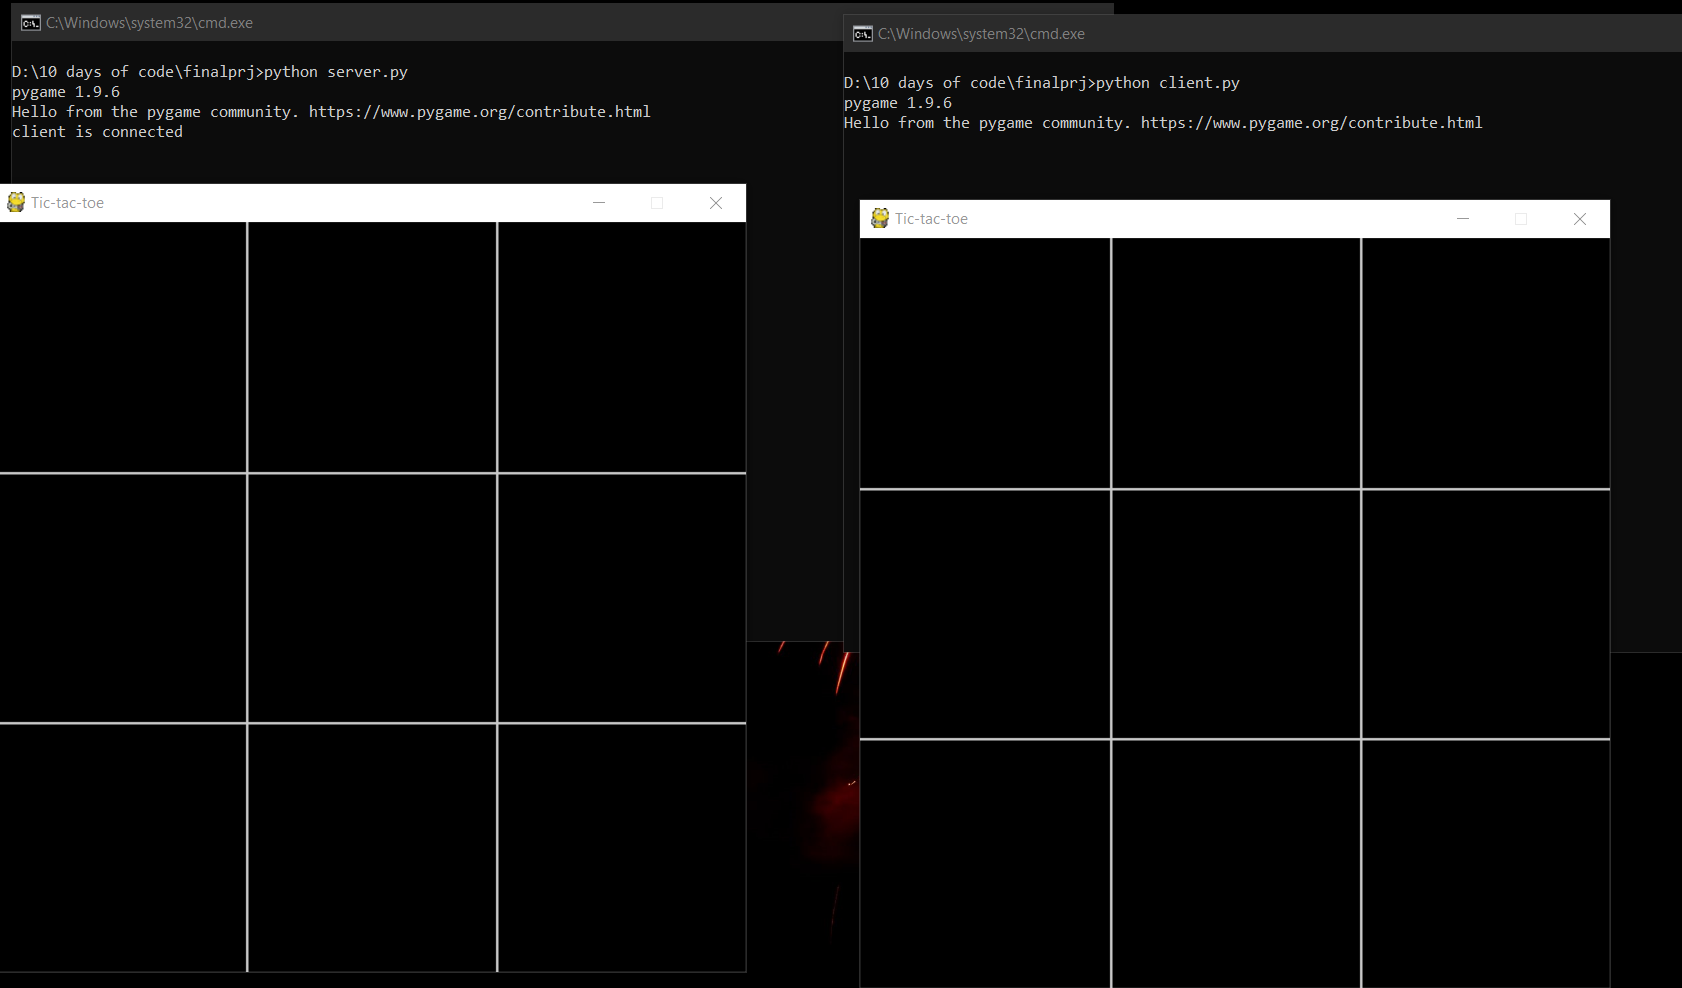 C:\Windows\system32\cmd.exe
D:\10 days of code\finalprj>python server.py
pygame 1.9.6
Hello from the pygame community. https://www.pygame.org/contribute.html
client is connected
Tic-tac-toe
C:\Windows\system32\cmd.exe
D:\10 days of code\finalprj>python client.py
pygame 1.9.6
Hello from the pygame community. https://www.pygame.org/contribute.html
Tic-tac-toe